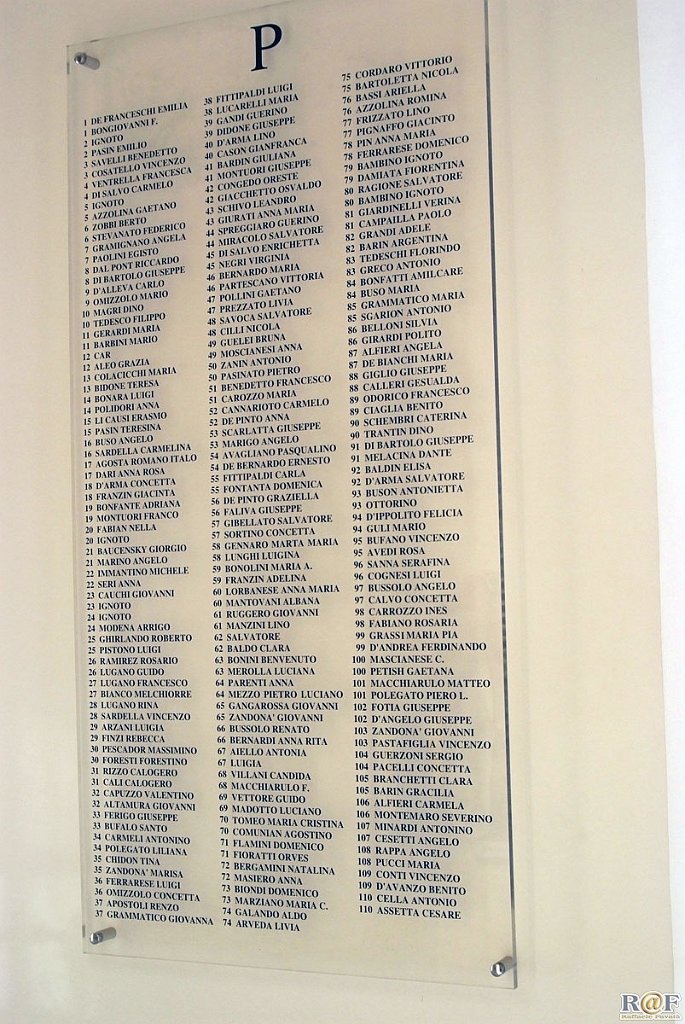 P
1 DE FRANCESCHI EMILIA
1 BONGIOVANNI F.
2 IGNOTO
2 PASIN EMILIO
3 SAVELLI BENEDETTO
3 COSATELLO VINCENZO
4 VENTRELLA FRANCESCA
4 DI SALVO CARMELO
5 IGNOTO
5 AZZOLINA GAETANO
6 ZOBBI BERTO
6 STEVANATO FEDERICO
7 GRAMIGNANO ANGELA
7 PAOLINI EGISTO
8 DAL PONT RICCARDO
8 DI BARTOLO GIUSEPPE
9 D'ALLEVA CARLO
9 OMIZZOLO MARIO
10 MAGRI DINO
10 TEDESCO FILIPPO
11 GERARDI MARIA
11 BARBINI MARIO
12 CAR
12 ALEO GRAZIA
13 COLACICCHI MARIA
13 BIDONE TERESA
14 BONARA LUIGI
14 POLIDORI ANNA
15 LI CAUSI ERASMO
15 PASIN TERESINA
16 BUSO ANGELO
16 SARDELLA CARMELINA
17 AGOSTA ROMANO ITALO
17 DARI ANNA ROSA
18 D'ARMA CONCETTA
18 FRANZIN GIACINTA
19 BONFANTE ADRIANA
19 MONTUORI FRANCO
20 FABIAN NELLA
20 IGNOTO
21 BAUCENSKY GIORGIO
21 MARINO ANGELO
22 IMMANTINO MICHELE
22 SERI ANNA
23 CAUCHI GIOVANNI
23 IGNOTO
24 IGNOTO
24 MODENA ARRIGO
25 GHIRLANDO ROBERTO
25 PISTONO LUIGI
26 RAMIREZ ROSARIO
26 LUGANO GUIDO
27 LUGANO FRANCESCO
27 BIANCO MELCHIORRE
28 LUGANO RINA
28 SARDELLA VINCENZO
29 ARZANI LUIGIA
29 FINZI REBECCA
30 PESCADOR MASSIMINO
30 FORESTI FORESTINO
31 RIZZO CALOGERO
31 CALI CALOGERO
32 CAPUZZO VALENTINO
32 ALTAMURA GIOVANNI
33 FERIGO GIUSEPPE
33 BUFALO SANTO
34 CARMELI ANTONINO
34 POLEGATO LILIANA
35 CHIDON TINA
35 ZANDONA' MARISA
36 FERRARESE LUIGI
36 OMIZZOLO CONCETTA
37 APOSTOLI RENZO
37 GRAMMATICO GIOVANNA
38 FITTIPALDI LUIGI
38 LUCARELLI MARIA
39 GANDI GUERINO
39 DIDONE GIUSEPPE
40 D'ARMA LINO
40 CASON GIANFRANCA
41 BARDIN GIULIANA
41 MONTUORI GIUSEPPE
42 CONGEDO ORESTE
42 GIACCHETTO OSVALDO
43 SCHIVO LEANDRO
43 GIURATI ANNA MARIA
44 SPREGGIARO GUERINO
44 MIRACOLO SALVATORE
45 DI SALVO ENRICHETTA
45 NEGRI VIRGINIA
46 BERNARDO MARIA
46 PARTESCANO VITTORIA
47 POLLINI GAETANO
47 PREZZATO LIVIA
48 SAVOCA SALVATORE
48 CILLI NICOLA
49 GUELEI BRUNA
49 MOSCIANESI ANNA
50 ZANIN ANTONIO
50 PASINATO PIETRO
51 BENEDETTO FRANCESCO
51 CAROZZO MARIA
52 CANNARIOTO CARMELO
52 DE PINTO ANNA
53 SCARLATTA GIUSEPPE
53 MARIGO ANGELO
54 AVAGLIANO PASQUALINO
54 DE BERNARDO ERNESTO
55 FITTIPALDI CARLA
55 FONTANTA DOMENICA
56 DE PINTO GRAZIELLA
56 FALIVA GIUSEPPE
57 GIBELLATO SALVATORE
57 SORTINO CONCETTA
58 GENNARO MARTA MARIA
58 LUNGHI LUIGINA
59 BONOLINI MARIA A.
59 FRANZIN ADELINA
60 LORBANESE ANNA MARIA
60 MANTOVANI ALBANA
61 RUGGERO GIOVANNI
61 MANZINI LINO
62 SALVATORE
62 BALDO CLARA
63 BONINI BENVENUTO
63 MEROLLA LUCIANA
64 PARENTI ANNA
64 MEZZO PIETRO LUCIANO
65 GANGAROSSA GIOVANNI
65 ZANDONA' GIOVANNI
66 BUSSOLO RENATO
66 BERNARDI ANNA RITA
67 AIELLO ANTONIA
67 LUIGIA
68 VILLANI CANDIDA
68 MACCHIARULO F.
69 VETTORE GUIDO
69 MADOTTO LUCIANO
70 TOMEO MARIA CRISTINA
70 COMUNIAN AGOSTINO
71 FLAMINI DOMENICO
71 FIORATTI ORVES
72 BERGAMINI NATALINA
72 MASIERO ANNA
73 BIONDI DOMENICO
73 MARZIANO MARIA C.
74 GALANDO ALDO
74 ARVEDA LIVIA
75 CORDARO VITTORIO
75 BARTOLETTA NICOLA
76 BASSI ARIELLA
76 AZZOLINA ROMINA
77 FRIZZATO LINO
77 PIGNAFFO GIACINTO
78 PIN ANNA MARIA
78 FERRARESE DOMENICO
79 BAMBINO IGNOTO
79 DAMIATA FIORENTINA
80 RAGIONE SALVATORE
80 BAMBINO IGNOTO
81 GIARDINELLI VERINA
81 CAMPAILLA PAOLO
82 GRANDI ADELE
82 BARIN ARGENTINA
83 TEDESCHI FLORINDO
83 GRECO ANTONIO
84 BONFATTI AMILCARE
84 BUSO MARIA
85 GRAMMATICO MARIA
85 SGARION ANTONIO
86 BELLONI SILVIA
86 GIRARDI POLITO
87 ALFIERI ANGELA
87 DE BIANCHI MARIA
88 GIGLIO GIUSEPPE
88 CALLERI GESUALDA
89 ODORICO FRANCESCO
89 CIAGLIA BENITO
90 SCHEMBRI CATERINA
90 TRANTIN DINO
91 DI BARTOLO GIUSEPPE
91 MELACINA DANTE
92 BALDIN ELISA
92 D'ARMA SALVATORE
93 BUSON ANTONIETTA
93 OTTORINO
94 D'IPPOLITO FELICIA
94 GULI MARIO
95 BUFANO VINCENZO
95 AVEDI ROSA
96 SANNA SERAFINA
96 COGNESI LUIGI
97 BUSSOLO ANGELO
97 CALVO CONCETTA
98 CARROZZO INES
98 FABIANO ROSARIA
99 GRASSI MARIA PIA
99 D'ANDREA FERDINANDO
100 MASCIANESE C.
100 PETISH GAETANA
101 MACCHIARULO MATTEO
101 POLEGATO PIERO L.
102 FOTIA GIUSEPPE
102 D'ANGELO GIUSEPPE
103 ZANDONA' GIOVANNI
103 PASTAFIGLIA VINCENZO
104 GUERZONI SERGIO
104 PACELLI CONCETTA
105 BRANCHETTI CLARA
105 BARIN GRACILIA
106 ALFIERI CARMELA
106 MONTEMARO SEVERINO
107 MINARDI ANTONINO
107 CESETTI ANGELO
108 RAPPA ANGELO
108 PUCCI MARIA
109 CONTI VINCENZO
109 D'AVANZO BENITO
110 CELLA ANTONIO
110 ASSETTA CESARE
R@F